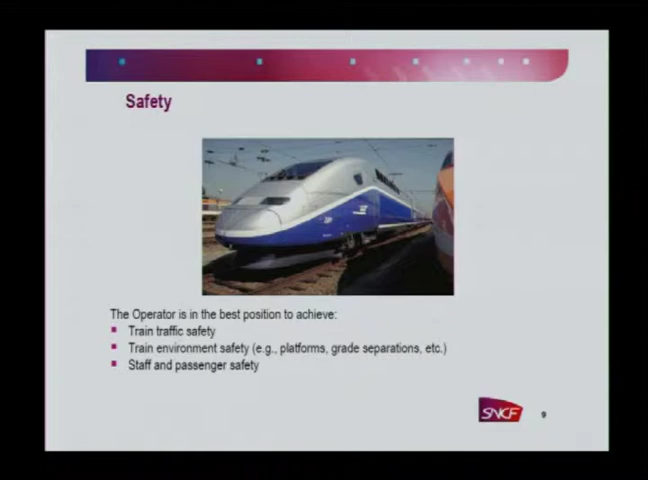 Safety
The Operator is in the best position to achieve:
Train traffic safety
Train environment safety (e.g., platforms, grade separations, etc.)
Staff and passenger safety
SNCF
9